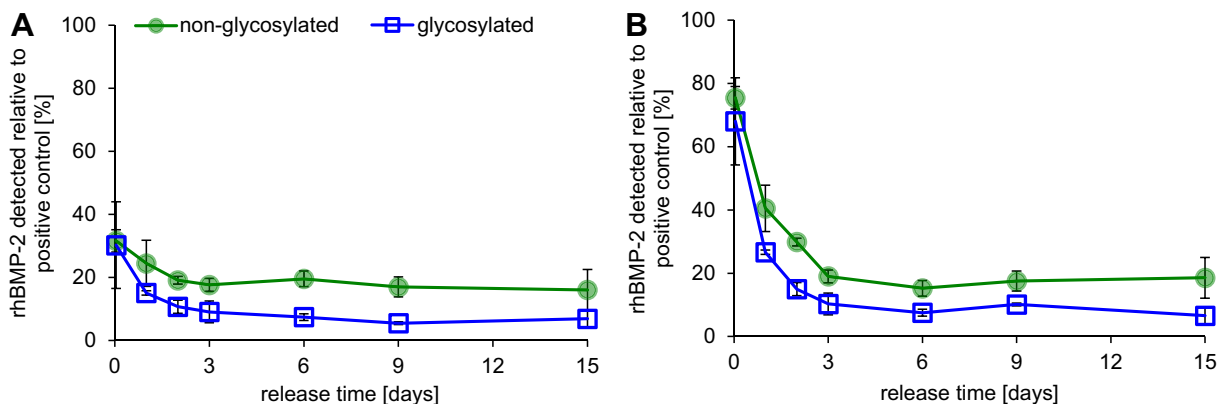 A
non-glycosylated
glycosylated
rhBMP-2 detected relative to
positive control [%]
100
80
60
40
20
0
0
3
6
9
12
15
release time [days]
B
rhBMP-2 detected relative to
positive control [%]
100
80
60
40
20
0
0
3
6
9
12
15
release time [days]